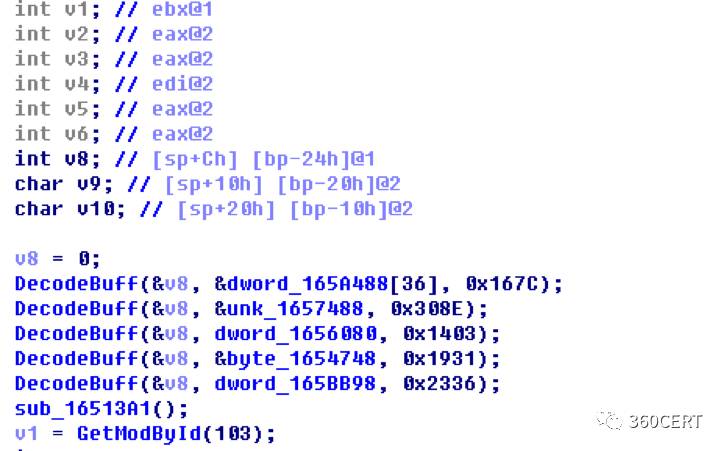 int v1; // ebx@1
int v2; // eax@2
int v3; // eax@2
int v4; // edi@2
int v5; // eax@2
int v6; // eax@2
int v8; // [sp+Ch] [bp-24h]@1
char v9; // [sp+10h] [bp-20h]@2
char v10; // [sp+20h] [bp-10h]@2
v8 = 0;
DecodeBuff(&v8, &dword_165A488[36], 0x167C);
DecodeBuff(&v8, &unk_1657488, 0x308E);
DecodeBuff(&v8, dword_1656080, 0x1403);
DecodeBuff(&v8, &byte_1654748, 0x1931);
DecodeBuff(&v8, dword_165BB98, 0x2336);
sub_16513A1();
v1 = GetModById(103);
360CERT